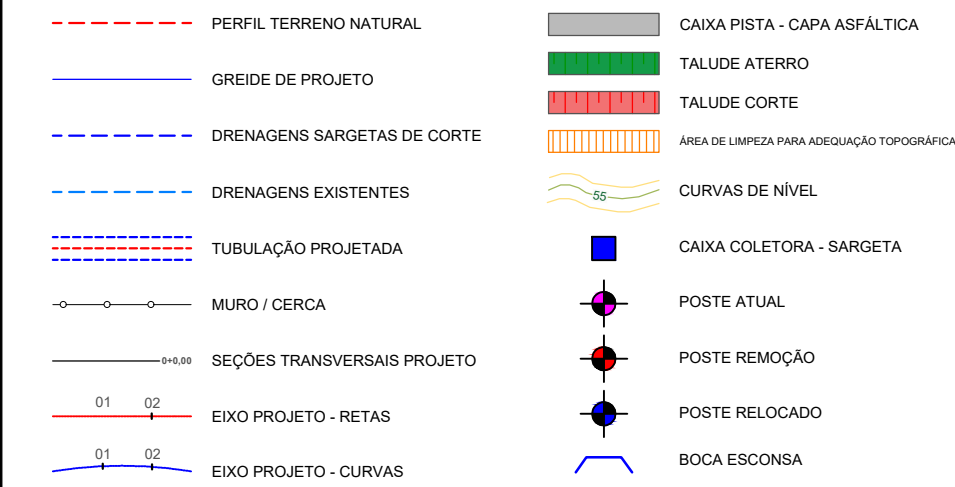 PERFIL TERRENO NATURAL
GREIDE DE PROJETO
DRENAGENS SARGETAS DE CORTE
DRENAGENS EXISTENTES
TUBULAÇÃO PROJETADA
MURO / CERCA
0+0,00 SEÇÕES TRANSVERSAIS PROJETO
01 02
EIXO PROJETO - RETAS
01 02
EIXO PROJETO - CURVAS
CAIXA PISTA - CAPA ASFÁLTICA
TALUDE ATERRO
TALUDE CORTE
ÁREA DE LIMPEZA PARA ADEQUAÇÃO TOPOGRÁFICA
55 CURVAS DE NÍVEL
CAIXA COLETORA - SARGETA
POSTE ATUAL
POSTE REMOÇÃO
POSTE RELOCADO
BOCA ESCONSA